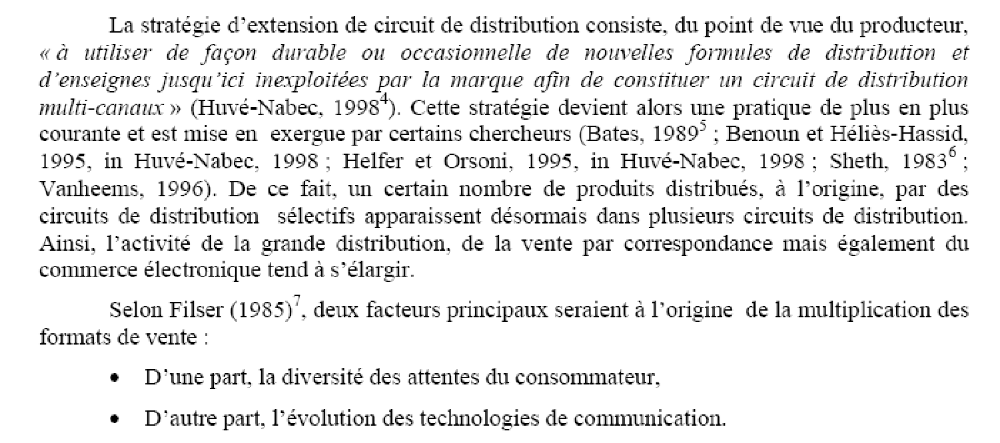 La stratégie d’extension de circuit de distribution consiste, du point de vue du producteur,
« à utiliser de façon durable ou occasionnelle de nouvelles formules de distribution et
d’enseignes jusqu’ici inexploitées par la marque afin de constituer un circuit de distribution
multi-canaux » (Huvé-Nabec, 1998⁴). Cette stratégie devient alors une pratique de plus en plus
courante et est mise en exergue par certains chercheurs (Bates, 1989⁵ ; Benoun et Héliès-Hassid,
1995, in Huvé-Nabec, 1998 ; Helfer et Orsoni, 1995, in Huvé-Nabec, 1998 ; Sheth, 1983⁶ ;
Vanheems, 1996). De ce fait, un certain nombre de produits distribués, à l’origine, par des
circuits de distribution sélectifs apparaissent désormais dans plusieurs circuits de distribution.
Ainsi, l’activité de la grande distribution, de la vente par correspondance mais également du
commerce électronique tend à s’élargir.
Selon Filser (1985)⁷, deux facteurs principaux seraient à l’origine de la multiplication des
formats de vente :
• D’une part, la diversité des attentes du consommateur,
• D’autre part, l’évolution des technologies de communication.